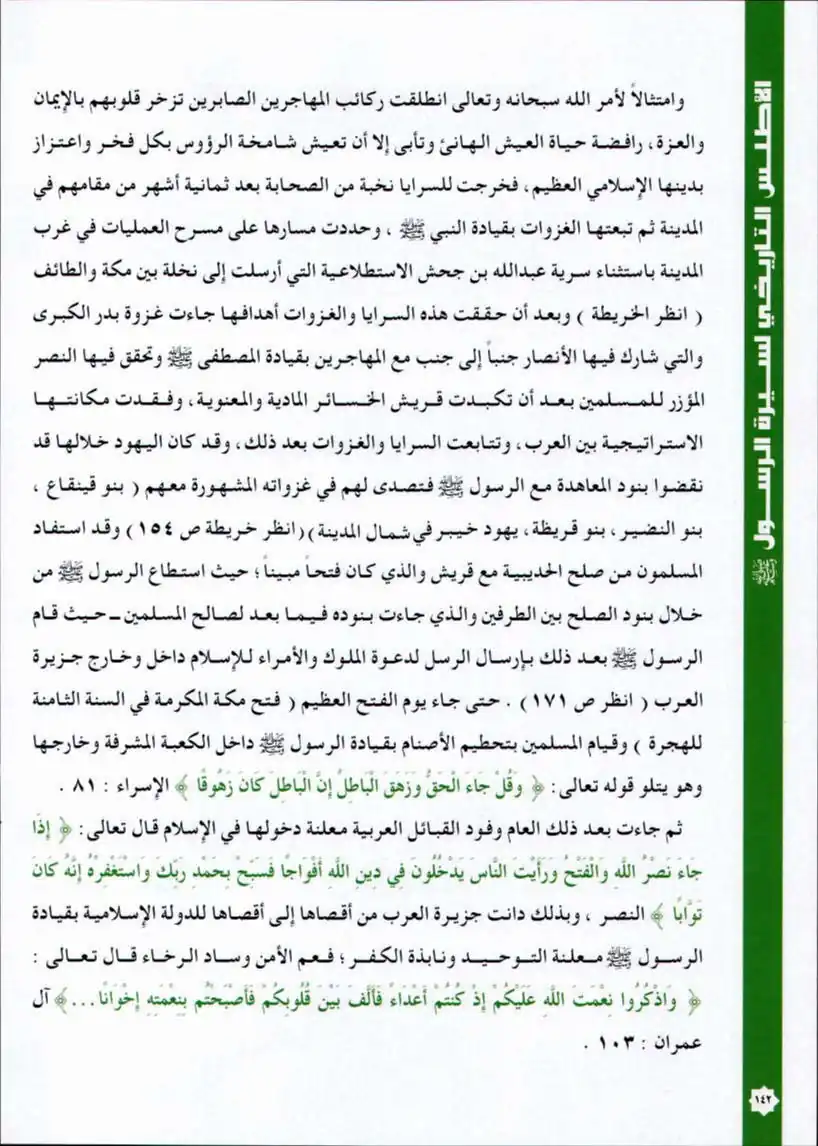 الأطلس التاريخي لسيرة الرسول ﷺ
وامتثالاً لأمر الله سبحانه وتعالى انطلقت ركائب المهاجرين الصابرين تزخر قلوبهم بالإيمان
والعزة، رافضة حياة العيش الهانئ وتأبى إلا أن تعيش شامخة الرؤوس بكل فخر واعتزاز
بدينها الإسلامي العظيم، فخرجت للسرايا نخبة من الصحابة بعد ثمانية أشهر من مقامهم في
المدينة ثم تبعتها الغزوات بقيادة النبي ﷺ ، وحددت مسارها على مسرح العمليات في غرب
المدينة باستثناء سرية عبدالله بن جحش الاستطلاعية التي أرسلت إلى نخلة بين مكة والطائف
( انظر الخريطة ) وبعد أن حققت هذه السرايا والغزوات أهدافها جاءت غزوة بدر الكبرى
والتي شارك فيها الأنصار جنباً إلى جنب مع المهاجرين بقيادة المصطفى ﷺ وتحقق فيها النصر
المؤزر للمسلمين بعد أن تكبدت قريش الخسائر المادية والمعنوية، وفقدت مكانتها
الاستراتيجية بين العرب، وتتابعت السرايا والغزوات بعد ذلك، وقد كان اليهود خلالها قد
نقضوا بنود المعاهدة مع الرسول ﷺ فتصدى لهم في غزواته المشهورة معهم ( بنو قينقاع ،
بنو النضير، بنو قريظة، يهود خيبر في شمال المدينة)(انظر خريطة ص ١٥٤) وقد استفاد
المسلمون من صلح الحديبية مع قريش والذي كان فتحاً مبيناً؛ حيث استطاع الرسول ﷺ من
خلال بنود الصلح بين الطرفين والذي جاءت بنوده فيما بعد لصالح المسلمين ـ حيث قام
الرسول ﷺ بعد ذلك بإرسال الرسل لدعوة الملوك والأمراء للإسلام داخل وخارج جزيرة
العرب ( انظر ص ١٧١) . حتى جاء يوم الفتح العظيم ( فتح مكة المكرمة في السنة الثامنة
للهجرة ) وقيام المسلمين بتحطيم الأصنام بقيادة الرسول ﷺ داخل الكعبة المشرفة وخارجها
وهو يتلو قوله تعالى: ﴿ وَقُلْ جَاءَ الْحَقُّ وَزَهَقَ الْبَاطِلُ إِنَّ الْبَاطِلَ كَانَ زَهُوقًا ﴾ الإسراء : ٨١ .
ثم جاءت بعد ذلك العام وفود القبائل العربية معلنة دخولها في الإسلام قال تعالى: ﴿ إِذَا
جَاءَ نَصْرُ اللَّهِ وَالْفَتْحُ وَرَأَيْتَ النَّاسَ يَدْخُلُونَ فِي دِينِ اللَّهِ أَفْوَاجًا فَسَبِّحْ بِحَمْدِ رَبِّكَ وَاسْتَغْفِرْهُ إِنَّهُ كَانَ
تَوَّابًا ﴾ النصر ، وبذلك دانت جزيرة العرب من أقصاها إلى أقصاها للدولة الإسلامية بقيادة
الرسول ﷺ معلنة التوحيد ونابذة الكفر؛ فعم الأمن وساد الرخاء قال تعالى :
﴿ وَاذْكُرُوا نِعْمَتَ اللَّهِ عَلَيْكُمْ إِذْ كُنْتُمْ أَعْدَاءً فَأَلَّفَ بَيْنَ قُلُوبِكُمْ فَأَصْبَحْتُم بِنِعْمَتِهِ إِخْوَانًا...﴾ آل
عمران : ١٠٣ .
١٤٢